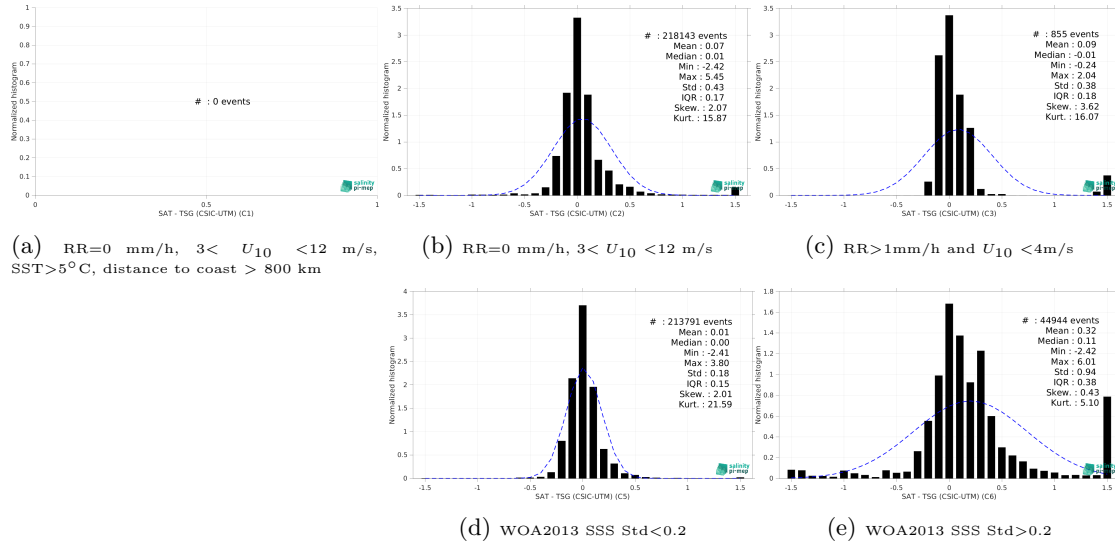 1
0.9
0.8
0.7
0.6
0.5
0.4
0.3
0.2
0.1
0
Normalized histogram
# : 0 events
0 0.5 1
SAT - TSG (CSIC-UTM) (C1)
salinity
pi-mep
(a) RR=0 mm/h, 3< U10 <12 m/s,
SST>5°C, distance to coast > 800 km
3.5
3
2.5
2
1.5
1
0.5
0
Normalized histogram
# : 218143 events
Mean : 0.07
Median : 0.01
Min : -2.42
Max : 5.45
Std : 0.43
IQR : 0.17
Skew. : 2.07
Kurt. : 15.87
-1.5 -1 -0.5 0 0.5 1 1.5
SAT - TSG (CSIC-UTM) (C2)
salinity
pi-mep
(b) RR=0 mm/h, 3< U10 <12 m/s
3.5
3
2.5
2
1.5
1
0.5
0
Normalized histogram
# : 855 events
Mean : 0.09
Median : -0.01
Min : -0.24
Max : 2.04
Std : 0.38
IQR : 0.18
Skew. : 3.62
Kurt. : 16.07
-1.5 -1 -0.5 0 0.5 1 1.5
SAT - TSG (CSIC-UTM) (C3)
salinity
pi-mep
(c) RR>1mm/h and U10 <4m/s
4
3.5
3
2.5
2
1.5
1
0.5
0
Normalized histogram
# : 213791 events
Mean : 0.01
Median : 0.00
Min : -2.41
Max : 3.80
Std : 0.18
IQR : 0.15
Skew. : 2.01
Kurt. : 21.59
-1.5 -1 -0.5 0 0.5 1 1.5
SAT - TSG (CSIC-UTM) (C5)
salinity
pi-mep
(d) WOA2013 SSS Std<0.2
1.8
1.6
1.4
1.2
1
0.8
0.6
0.4
0.2
0
Normalized histogram
# : 44944 events
Mean : 0.32
Median : 0.11
Min : -2.42
Max : 6.01
Std : 0.94
IQR : 0.38
Skew. : 0.43
Kurt. : 5.10
-1.5 -1 -0.5 0 0.5 1 1.5
SAT - TSG (CSIC-UTM) (C6)
salinity
pi-mep
(e) WOA2013 SSS Std>0.2